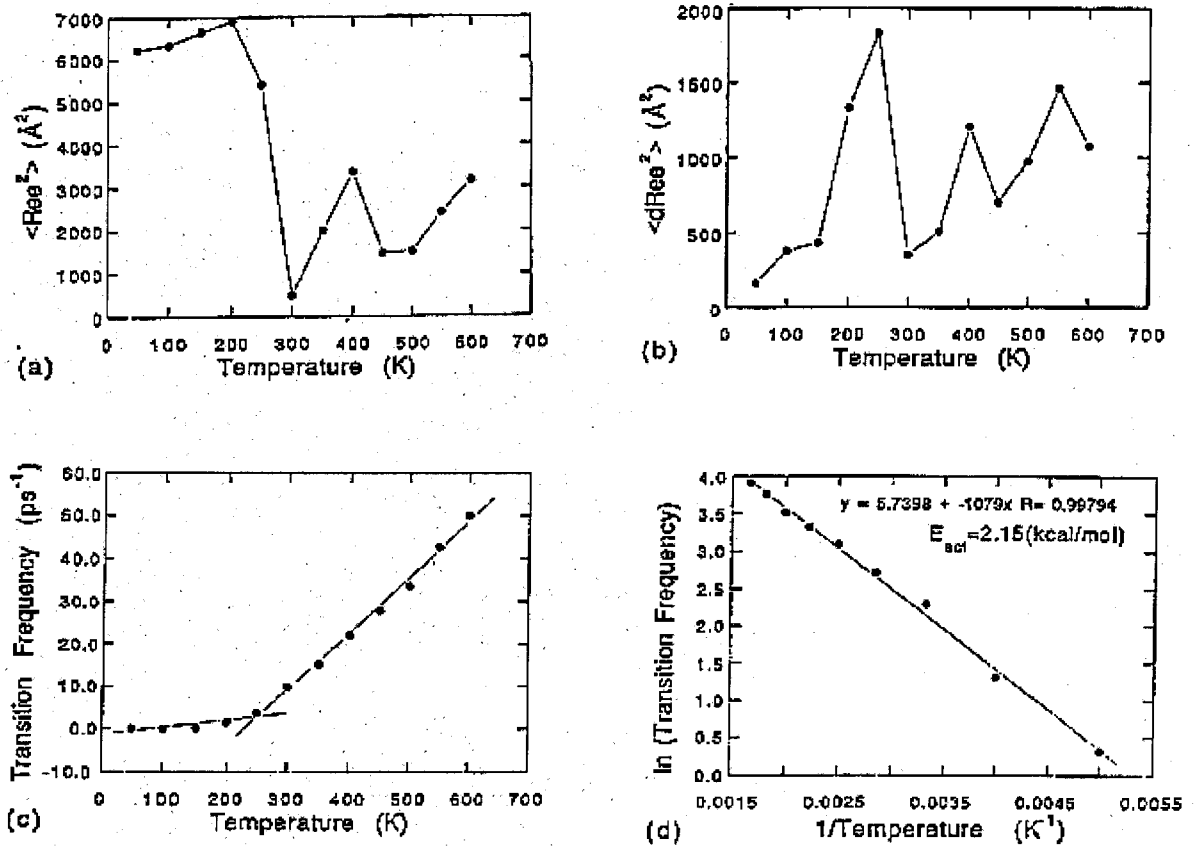 7000
6000
5000
4000
3000
2000
1000
0
<Ree²> (Å²)
0 100 200 300 400 500 600 700
Temperature (K)
(a)
2000
1500
1000
500
0
<dRee²> (Å²)
0 100 200 300 400 500 600 700
Temperature (K)
(b)
60.0
50.0
40.0
30.0
20.0
10.0
0.0
-10.0
Transition Frequency (ps⁻¹)
0 100 200 300 400 500 600 700
Temperature (K)
(c)
4.0
3.5
3.0
2.5
2.0
1.5
1.0
0.5
0.0
ln (Transition Frequency)
y = 5.7398 + -1079x R= 0.99794
E_act=2.15(kcal/mol)
0.0015 0.0025 0.0035 0.0045 0.0055
1/Temperature (K⁻¹)
(d)